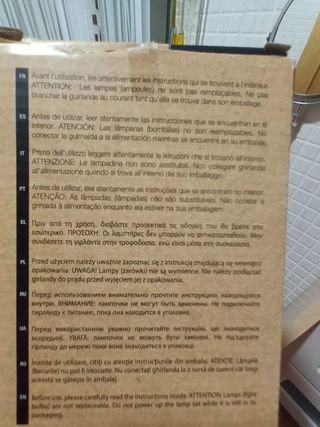 FR
Avant l'utilisation, lire attentivement les instructions qui se trouvent à l'intérieur.
ATTENTION: Les lampes (ampoules) ne sont pas remplaçables. Ne pas
brancher la guirlande au courant tant qu'elle se trouve dans son emballage.
ES
Antes de utilizar, leer atentamente las instrucciones que se encuentran en el
interior. ATENCIÓN: Las lámparas (bombillas) no son reemplazables. No
conectar la guirnalda a la alimentación mientras se encuentre en su embalaje.
IT
Prima dell'utilizzo leggere attentamente le istruzioni che si trovano all'interno.
ATTENZIONE: Le lampadine non sono sostituibili. Non collegare ghirlanda
all'alimentazione quando si trova all'interno del suo imballaggio.
PT
Antes de utilizar, leia atentamente as instruções que se encontram no interior.
ATENÇÃO: As lâmpadas (lâmpadas) não são substituíveis. Não conectar a
grinalda à alimentação enquanto ela estiver na sua embalagem.
EL
Πριν από τη χρήση, διαβάστε προσεκτικά τις οδηγίες που θα βρείτε στο
εσωτερικό. ΠΡΟΣΟΧΗ: Οι λαμπτήρες δεν μπορούν να αντικατασταθούν. Μην
συνδέσετε τη γιρλάντα στην τροφοδοσία, ενώ είναι μέσα στη συσκευασία.
PL
Przed użyciem należy uważnie zapoznać się z instrukcją znajdującą się wewnątrz
opakowania. UWAGA! Lampy (żarówki) nie są wymienne. Nie należy podłączać
girlandy do prądu przed wyjęciem jej z opakowania.
RU
Перед использованием внимательно прочтите инструкцию, находящуюся
внутри. ВНИМАНИЕ: лампочки не могут быть заменены. Не подключайте
гирлянду к питанию, пока она находится в упаковке.
UA
Перед використанням уважно прочитайте інструкцію, що знаходиться
всередині. УВАГА: лампочки не можуть бути замінені. Не під'єднуйте
гірлянду до мережі поки вона знаходиться в упаковці.
RO
Înainte de utilizare, citiți cu atenție instrucțiunile din ambalaj. ATENȚIE: Lămpile
(becurile) nu pot fi înlocuite. Nu conectați ghirlanda la o sursă de curent cât timp
aceasta se găsește în ambalaj.
EN
Before use, please carefully read the instructions inside. ATTENTION Lamps (light
bulbs) are not replaceable. Do not power the lamp set while it is still in its
packaging.